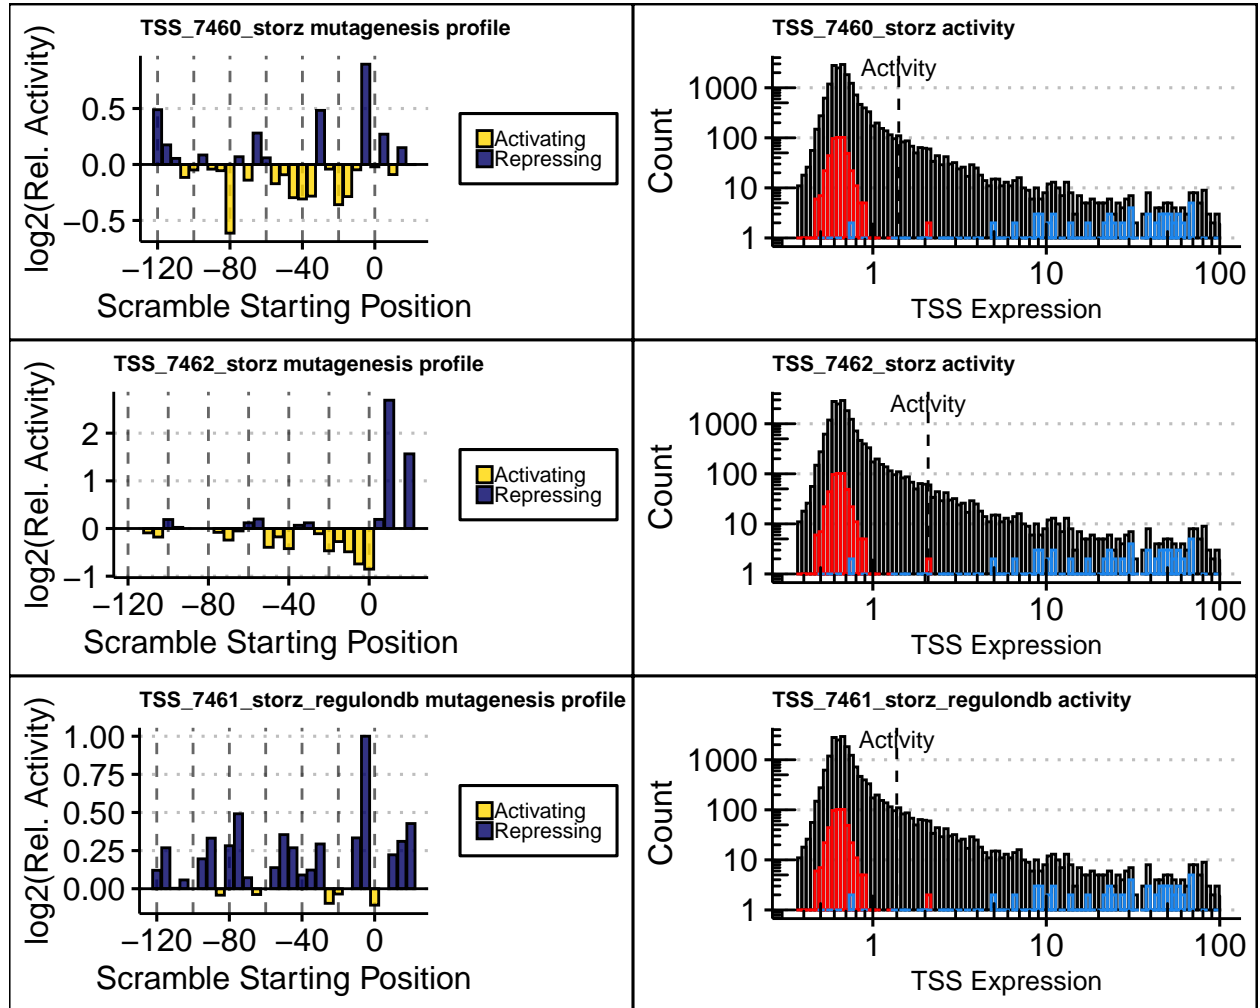 TSS_7460_storz mutagenesis profile
log2(Rel. Activity)
0.5
0.0
−0.5
−120 −80 −40 0
Scramble Starting Position
Activating
Repressing
TSS_7460_storz activity
Activity
Count
1000
100
10
1
1 10 100
TSS Expression
TSS_7462_storz mutagenesis profile
log2(Rel. Activity)
2
1
0
−1
−120 −80 −40 0
Scramble Starting Position
Activating
Repressing
TSS_7462_storz activity
Activity
Count
1000
100
10
1
1 10 100
TSS Expression
TSS_7461_storz_regulondb mutagenesis profile
log2(Rel. Activity)
1.00
0.75
0.50
0.25
0.00
−120 −80 −40 0
Scramble Starting Position
Activating
Repressing
TSS_7461_storz_regulondb activity
Activity
Count
1000
100
10
1
1 10 100
TSS Expression